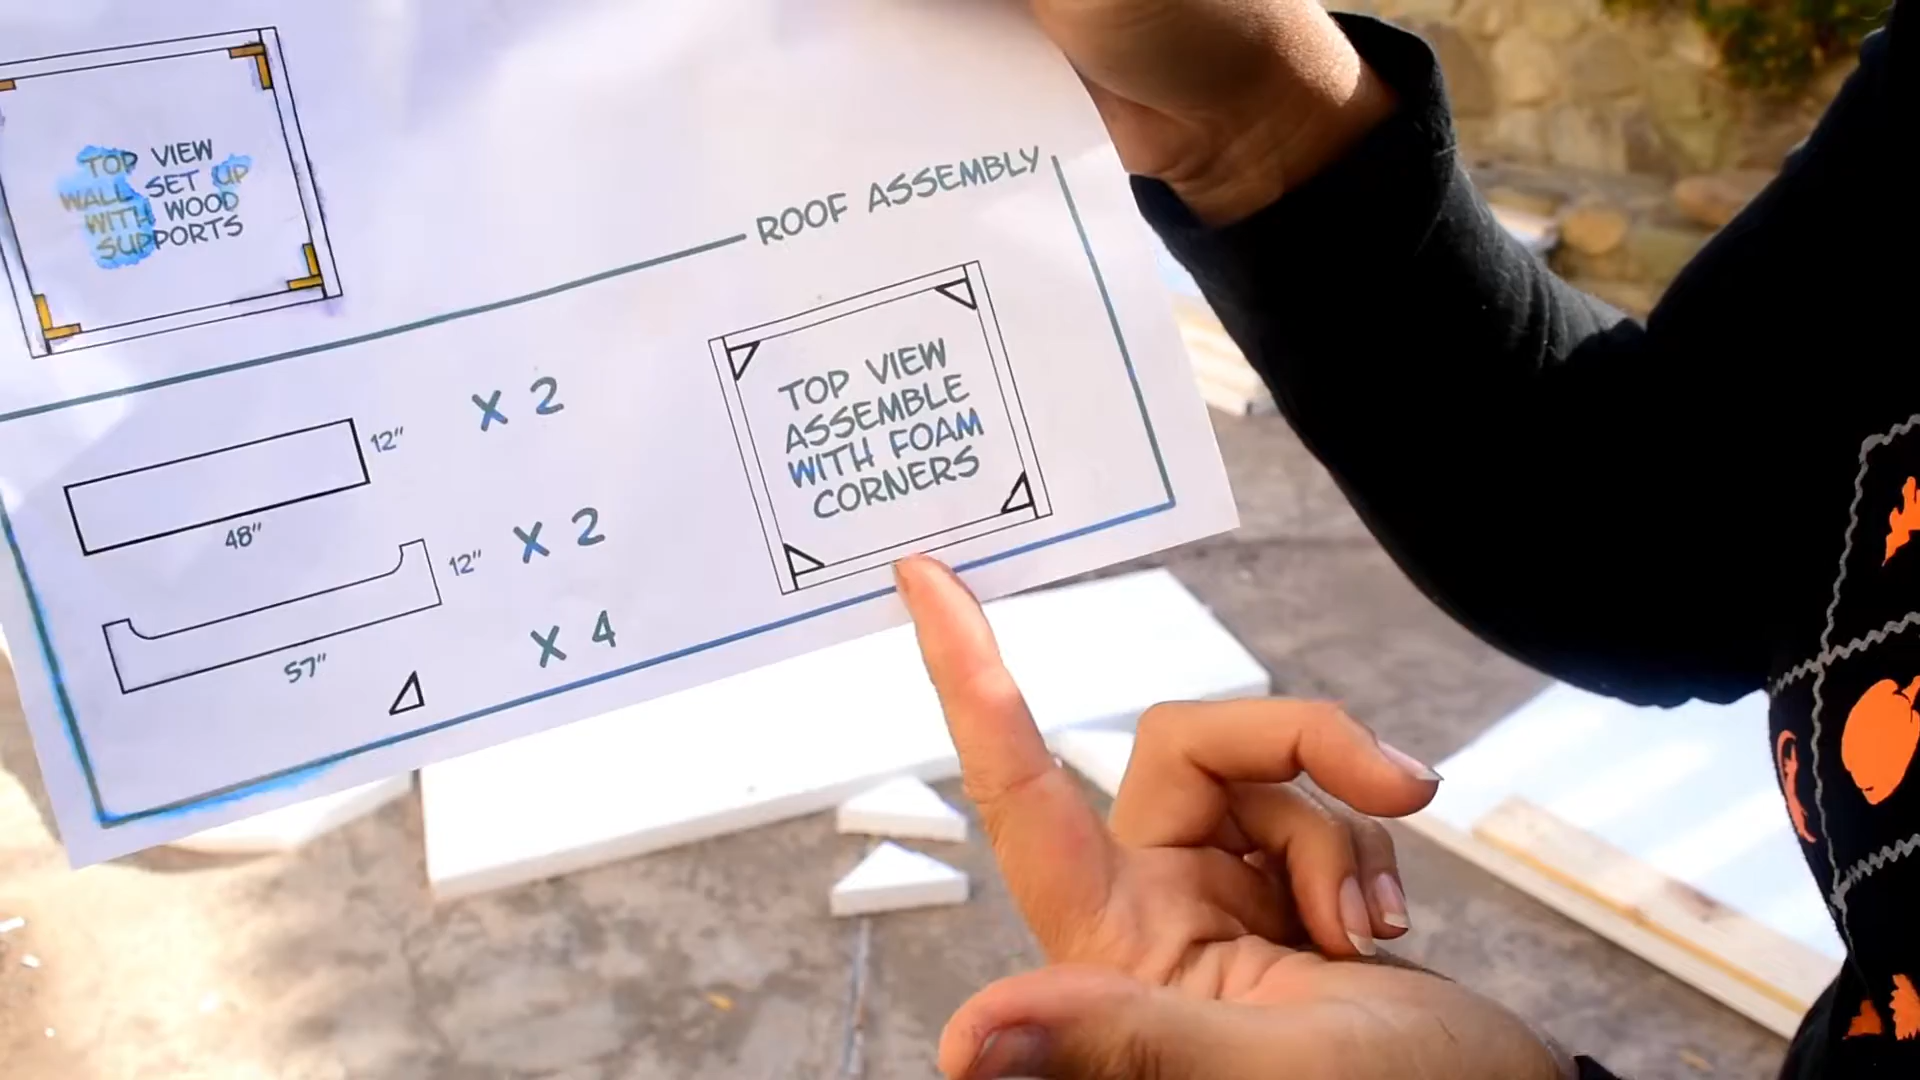 TOP VIEW
WALL SET UP
WITH WOOD
SUPPORTS
ROOF ASSEMBLY
12"
X 2
48"
12"
X 2
57"
X 4
TOP VIEW
ASSEMBLE
WITH FOAM
CORNERS